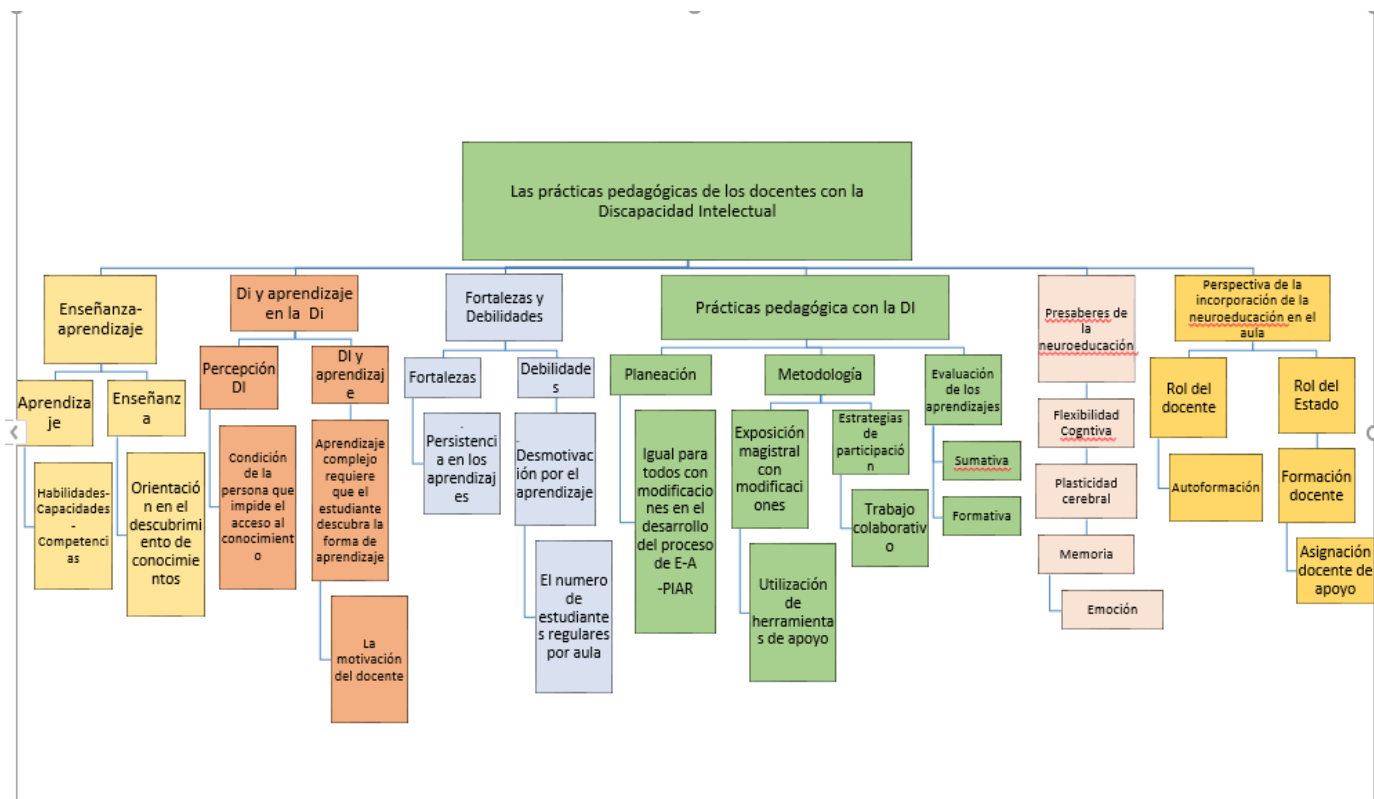 Las prácticas pedagógicas de los docentes con la
Discapacidad Intelectual
Enseñanza-
aprendizaje
Aprendiza
je
Habilidades-
Capacidades
-
Competenci
as
Enseñanz
a
Orientació
n en el
descubrimi
ento de
conocimie
ntos
Di y aprendizaje
en la Di
Percepción
DI
Condición
de la
persona que
impide el
acceso al
conocimient
o
DI y
aprendizaj
e
Aprendizaje
complejo
requiere
que el
estudiante
descubra la
forma de
aprendizaje
La
motivación
del docente
Fortalezas y
Debilidades
Fortalezas
.
Persistenci
a en los
aprendizaj
es
Debilidade
s
.
Desmotiva
ción por el
aprendizaje
El numero
de
estudiante
s regulares
por aula
Prácticas pedagógica con la DI
Planeación
Igual para
todos con
modificacio
nes en el
desarrollo
del proceso
de E-A
-PIAR
Metodología
Exposición
magistral
con
modificaci
ones
Utilización
de
herramienta
s de apoyo
Estrategias
de
participació
n
Trabajo
colaborativ
o
Evaluación
de los
aprendizajes
Sumativa
Formativa
Presaberes de
la
neuroeducación
Flexibilidad
Cogntiva
Plasticidad
cerebral
Memoria
Emoción
Perspectiva de la
incorporación de la
neuroeducación en el
aula
Rol del
docente
Autoformación
Rol del
Estado
Formación
docente
Asignación
docente de
apoyo